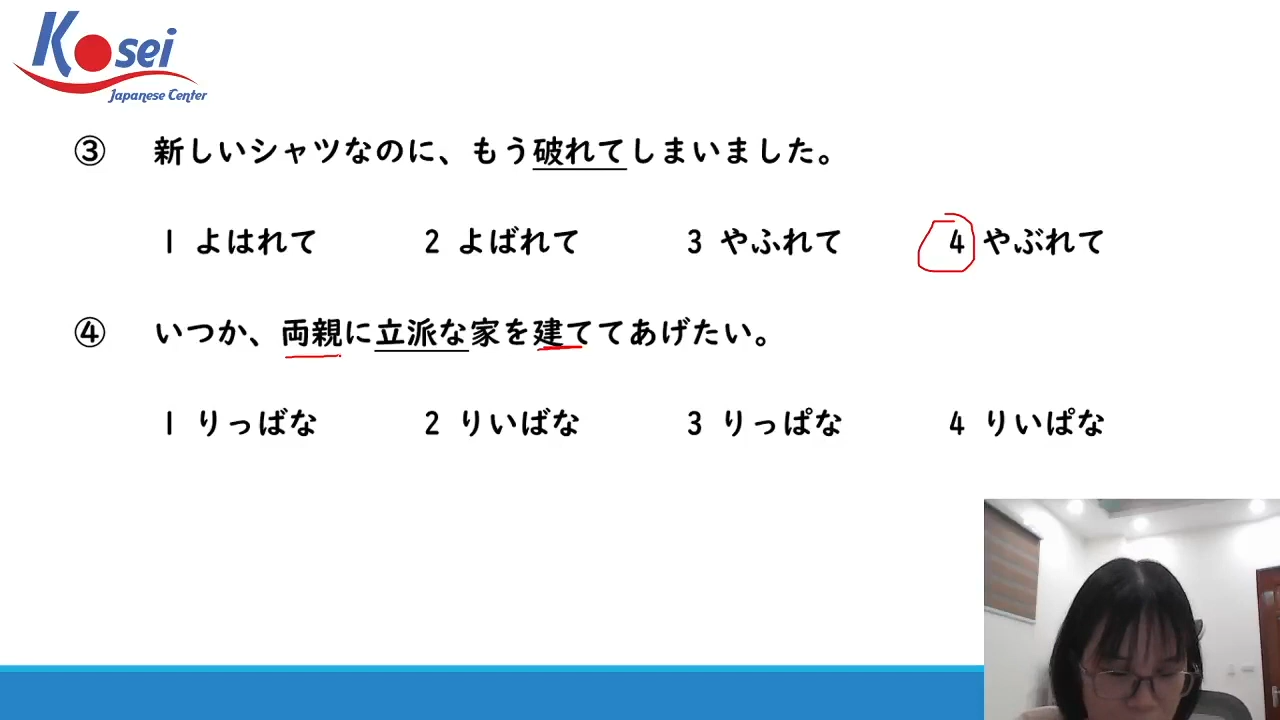 Kosei
Japanese Center
③ 新しいシャツなのに、もう破れてしまいました。
1 よはれて 2 よばれて 3 やふれて 4 やぶれて
④ いつか、両親に立派な家を建ててあげたい。
1 りっばな 2 りいばな 3 りっぱな 4 りいぱな